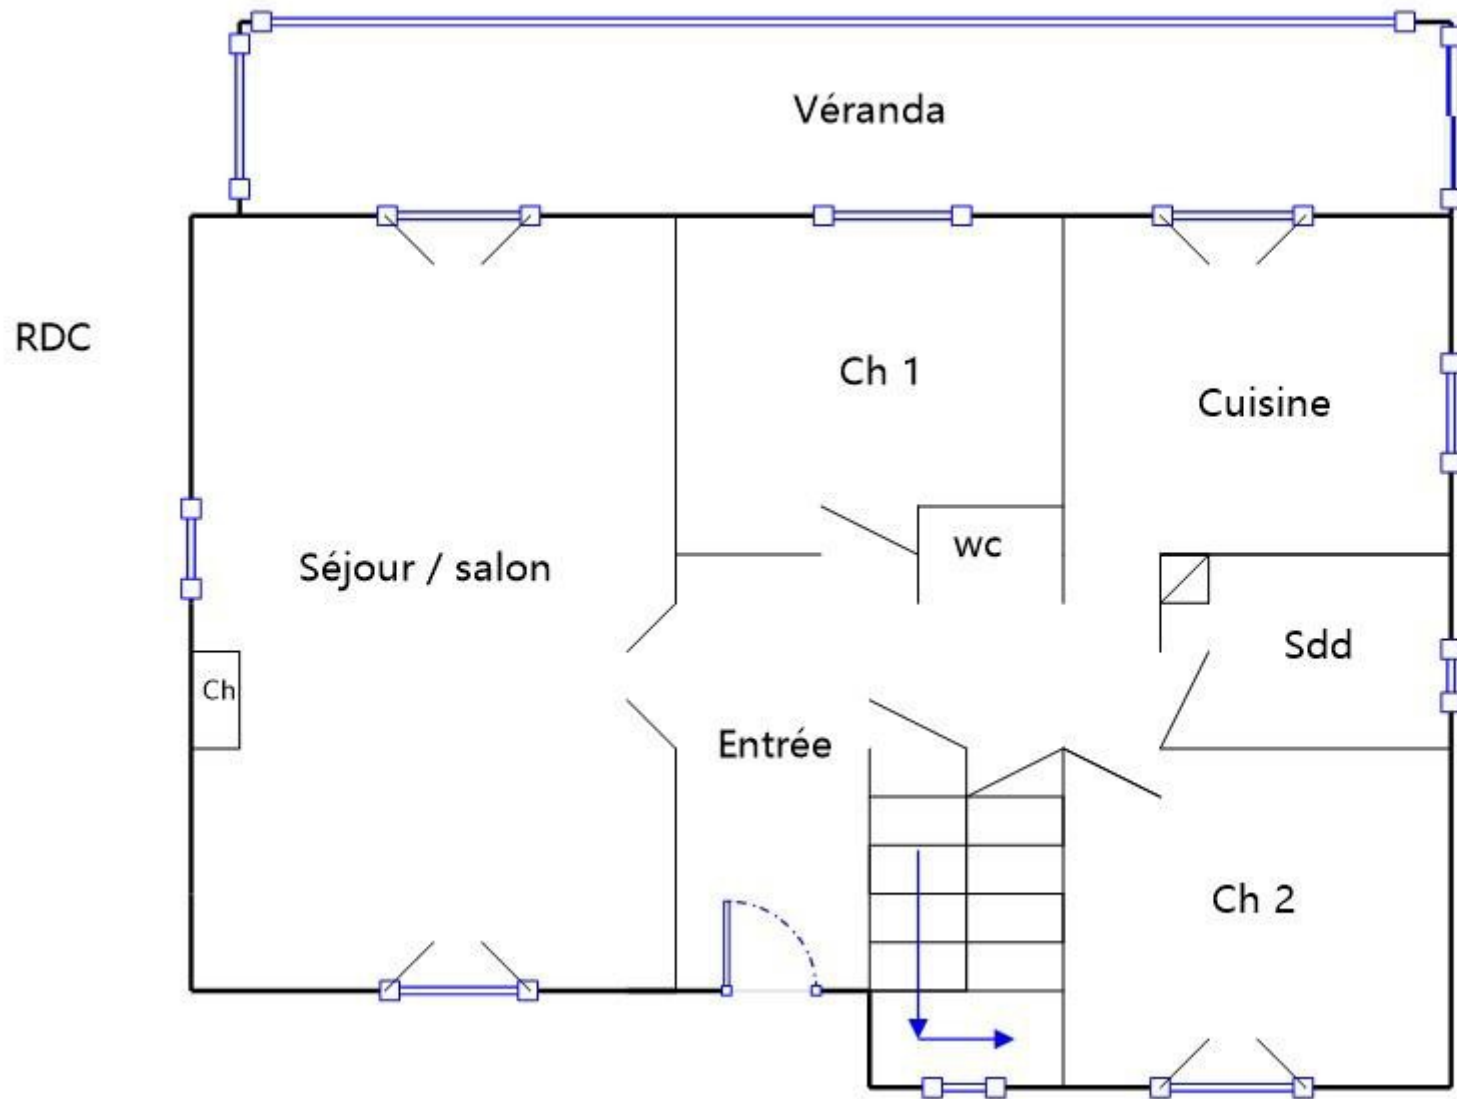 Véranda
RDC
Ch 1
Cuisine
wc
Séjour / salon
Sdd
Ch
Entrée
Ch 2